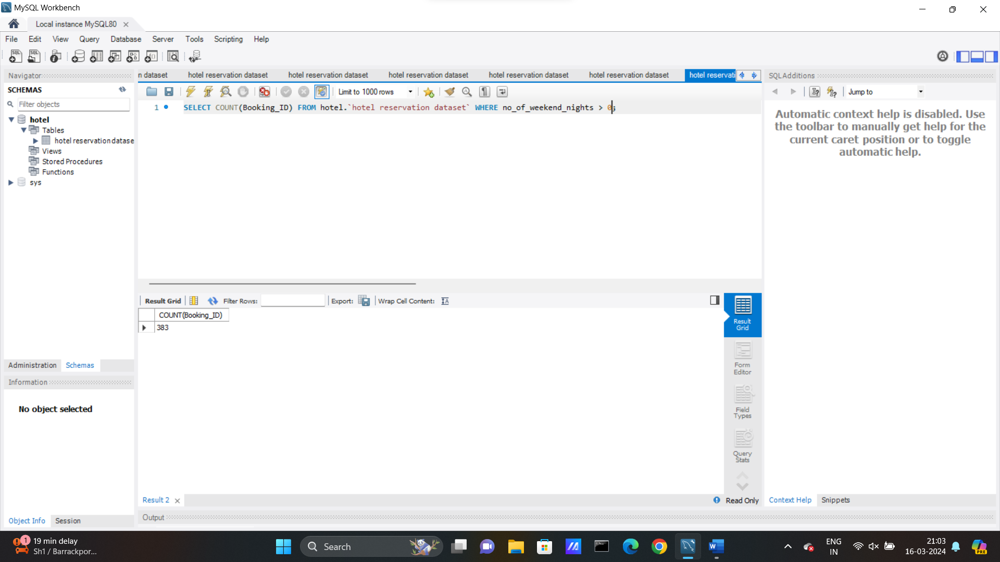 MySQL Workbench
Local instance MySQL80
File Edit View Query Database Server Tools Scripting Help
Navigator
SCHEMAS
Filter objects
hotel
Tables
hotel reservation datase
Views
Stored Procedures
Functions
sys
Administration Schemas
Information
No object selected
Object Info Session
n dataset hotel reservation dataset hotel reservation dataset hotel reservation dataset hotel reservation dataset hotel reservation dataset hotel reservati
Limit to 1000 rows
1 SELECT COUNT(Booking_ID) FROM hotel.`hotel reservation dataset` WHERE no_of_weekend_nights > 0;
Result Grid Filter Rows: Export: Wrap Cell Content:
COUNT(Booking_ID)
383
Result
Grid
Form
Editor
Field
Types
Query
Stats
Result 2
Read Only
Output
SQLAdditions
Jump to
Automatic context help is disabled. Use
the toolbar to manually get help for the
current caret position or to toggle
automatic help.
Context Help Snippets
1
19 min delay
Sh1 / Barrackpor...
Search
ENG
IN
21:03
16-03-2024
PRE